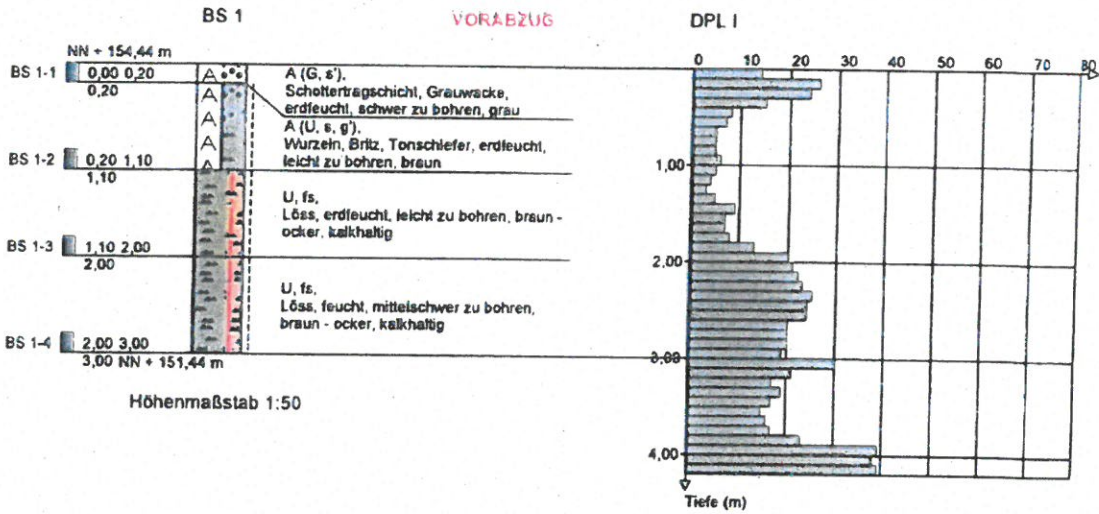 BS 1
VORABZUG
DPL I
NN + 154,44 m
0 10 20 30 40 50 60 70 80
BS 1-1
0,00 0,20
0,20
A A A A A
A (G, s'),
Schottertragschicht, Grauwacke,
erdfeucht, schwer zu bohren, grau
A (U, s, g'),
Wurzeln, Britz, Tonschiefer, erdfeucht,
leicht zu bohren, braun
BS 1-2
0,20 1,10
1,10
1,00
U, fs,
Löss, erdfeucht, leicht zu bohren, braun -
ocker, kalkhaltig
BS 1-3
1,10 2,00
2,00
2,00
U, fs,
Löss, feucht, mittelschwer zu bohren,
braun - ocker, kalkhaltig
BS 1-4
2,00 3,00
3,00 NN + 151,44 m
3,00
Höhenmaßstab 1:50
4,00
Tiefe (m)